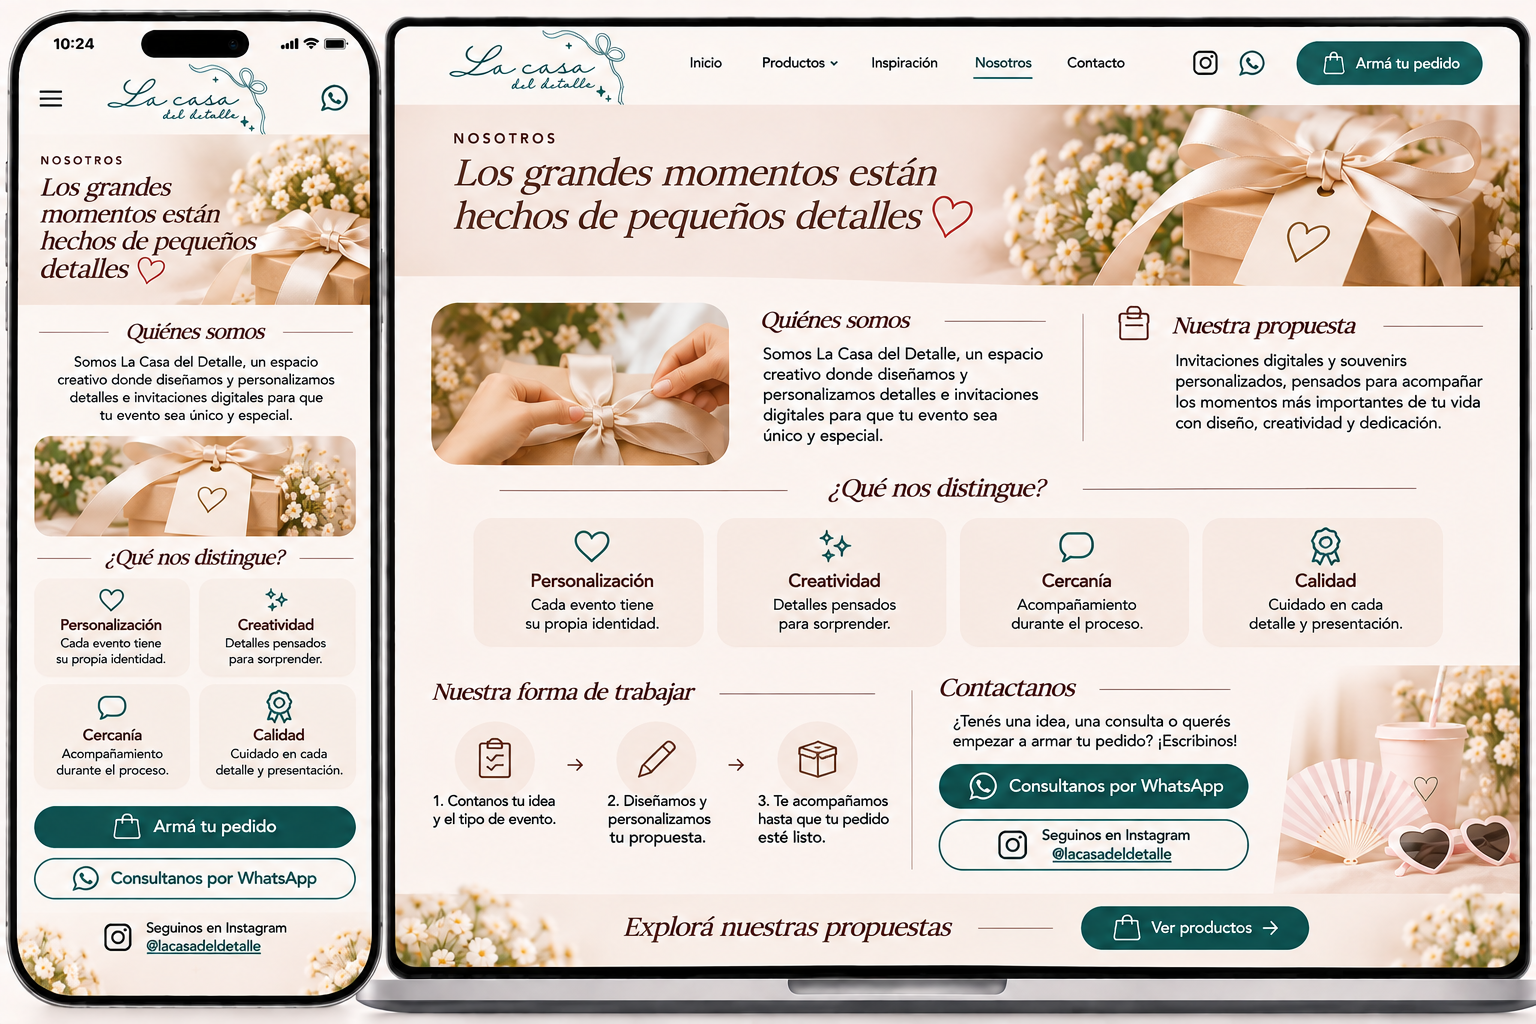 10:24
La casa
del detalle
NOSOTROS
Los grandes
momentos están
hechos de pequeños
detalles
Quiénes somos
Somos La Casa del Detalle, un espacio
creativo donde diseñamos y personalizamos
detalles e invitaciones digitales para que
tu evento sea único y especial.
¿Qué nos distingue?
Personalización
Cada evento tiene
su propia identidad.
Creatividad
Detalles pensados
para sorprender.
Cercanía
Acompañamiento
durante el proceso.
Calidad
Cuidado en cada
detalle y presentación.
Armá tu pedido
Consultanos por WhatsApp
Seguinos en Instagram
@lacasadeldetalle
La casa
del detalle
Inicio
Productos
Inspiración
Nosotros
Contacto
Armá tu pedido
NOSOTROS
Los grandes momentos están
hechos de pequeños detalles
Quiénes somos
Somos La Casa del Detalle, un espacio
creativo donde diseñamos y
personalizamos detalles e invitaciones
digitales para que tu evento sea
único y especial.
Nuestra propuesta
Invitaciones digitales y souvenirs
personalizados, pensados para acompañar
los momentos más importantes de tu vida
con diseño, creatividad y dedicación.
¿Qué nos distingue?
Personalización
Cada evento tiene
su propia identidad.
Creatividad
Detalles pensados
para sorprender.
Cercanía
Acompañamiento
durante el proceso.
Calidad
Cuidado en cada
detalle y presentación.
Nuestra forma de trabajar
1. Contanos tu idea
y el tipo de evento.
2. Diseñamos y
personalizamos
tu propuesta.
3. Te acompañamos
hasta que tu pedido
esté listo.
Contactanos
¿Tenés una idea, una consulta o querés
empezar a armar tu pedido? ¡Escribinos!
Consultanos por WhatsApp
Seguinos en Instagram
@lacasadeldetalle
Explorá nuestras propuestas
Ver productos →